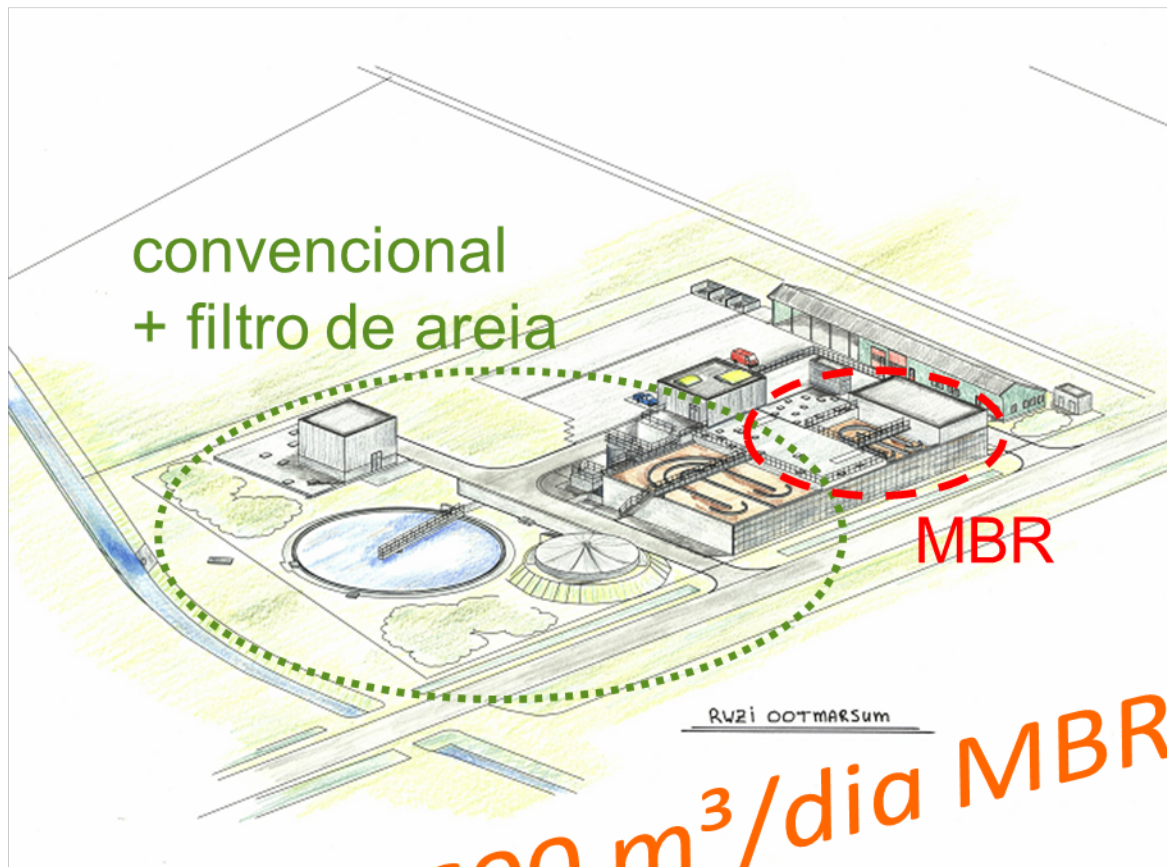 convencional
+ filtro de areia
MBR
RWZi OOTMARSUM
m³/dia MBR